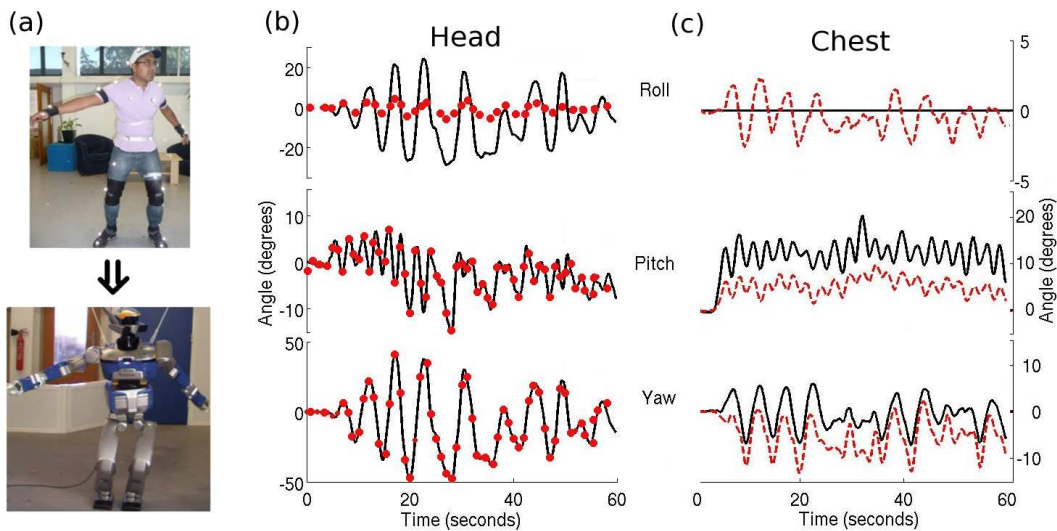 (a)
(b)
Head
(c)
Chest
20
0
-20
Roll
5
0
-5
Angle (degrees)
10
0
-10
Pitch
20
10
0
Angle (degrees)
50
0
-50
Yaw
0
-10
0 20 40 60
Time (seconds)
0 20 40 60
Time (seconds)